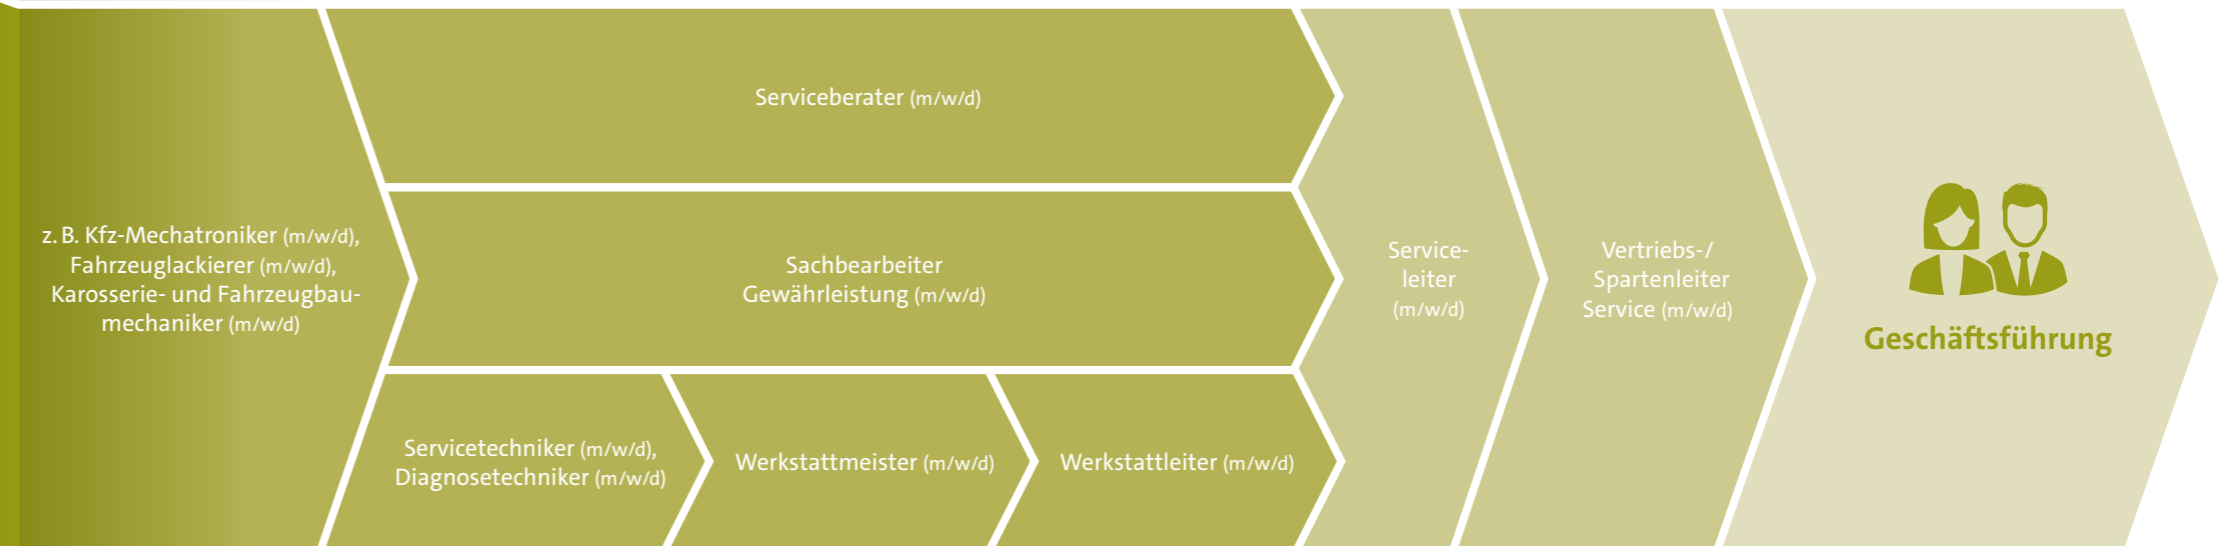 z. B. Kfz-Mechatroniker (m/w/d),
Fahrzeuglackierer (m/w/d),
Karosserie- und Fahrzeugbau-
mechaniker (m/w/d)
Serviceberater (m/w/d)
Sachbearbeiter
Gewährleistung (m/w/d)
Servicetechniker (m/w/d),
Diagnosetechniker (m/w/d)
Werkstattmeister (m/w/d)
Werkstattleiter (m/w/d)
Service-
leiter
(m/w/d)
Vertriebs-/
Spartenleiter
Service (m/w/d)
Geschäftsführung